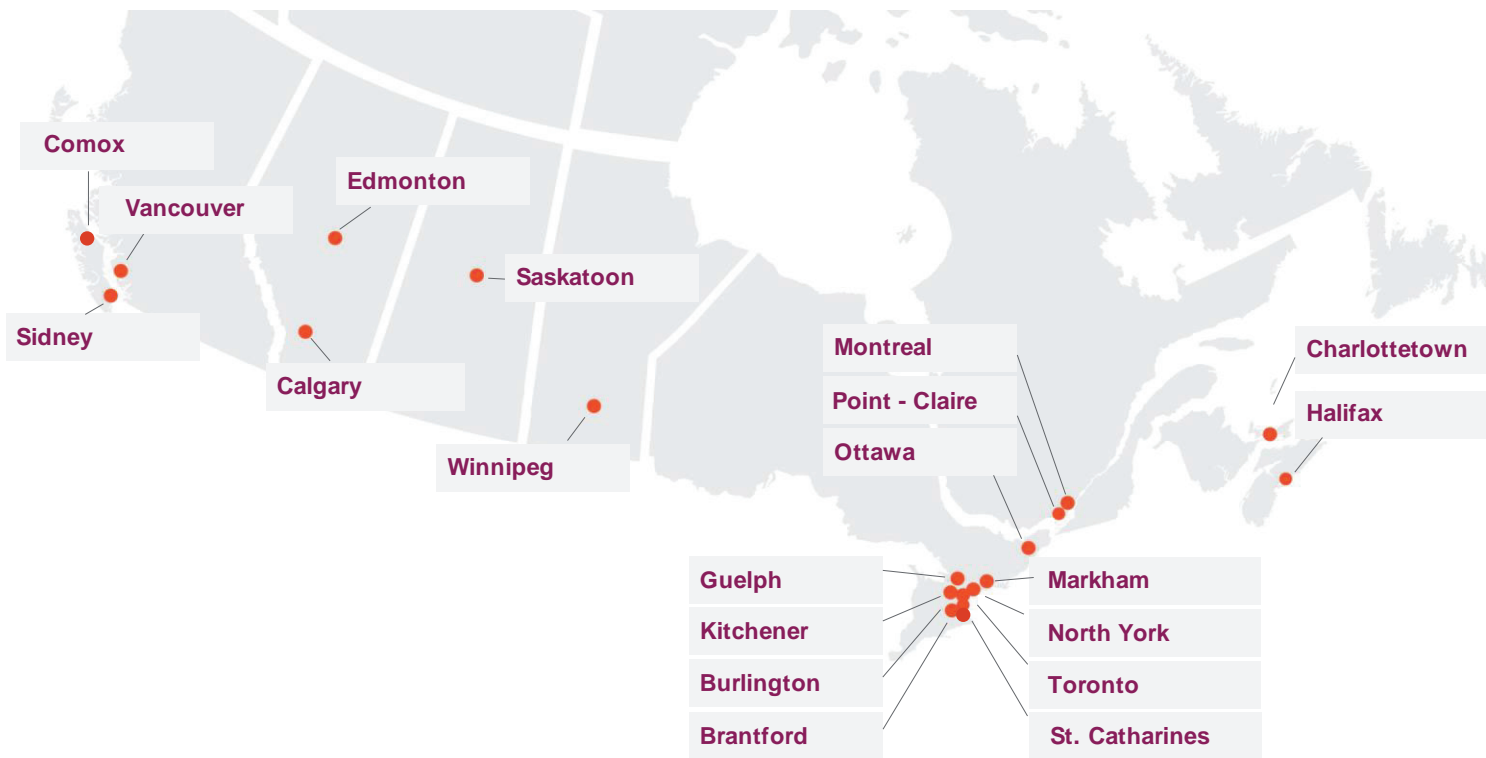 Comox
Vancouver
Sidney
Edmonton
Saskatoon
Calgary
Winnipeg
Montreal
Point - Claire
Ottawa
Charlottetown
Halifax
Guelph
Kitchener
Burlington
Brantford
Markham
North York
Toronto
St. Catharines